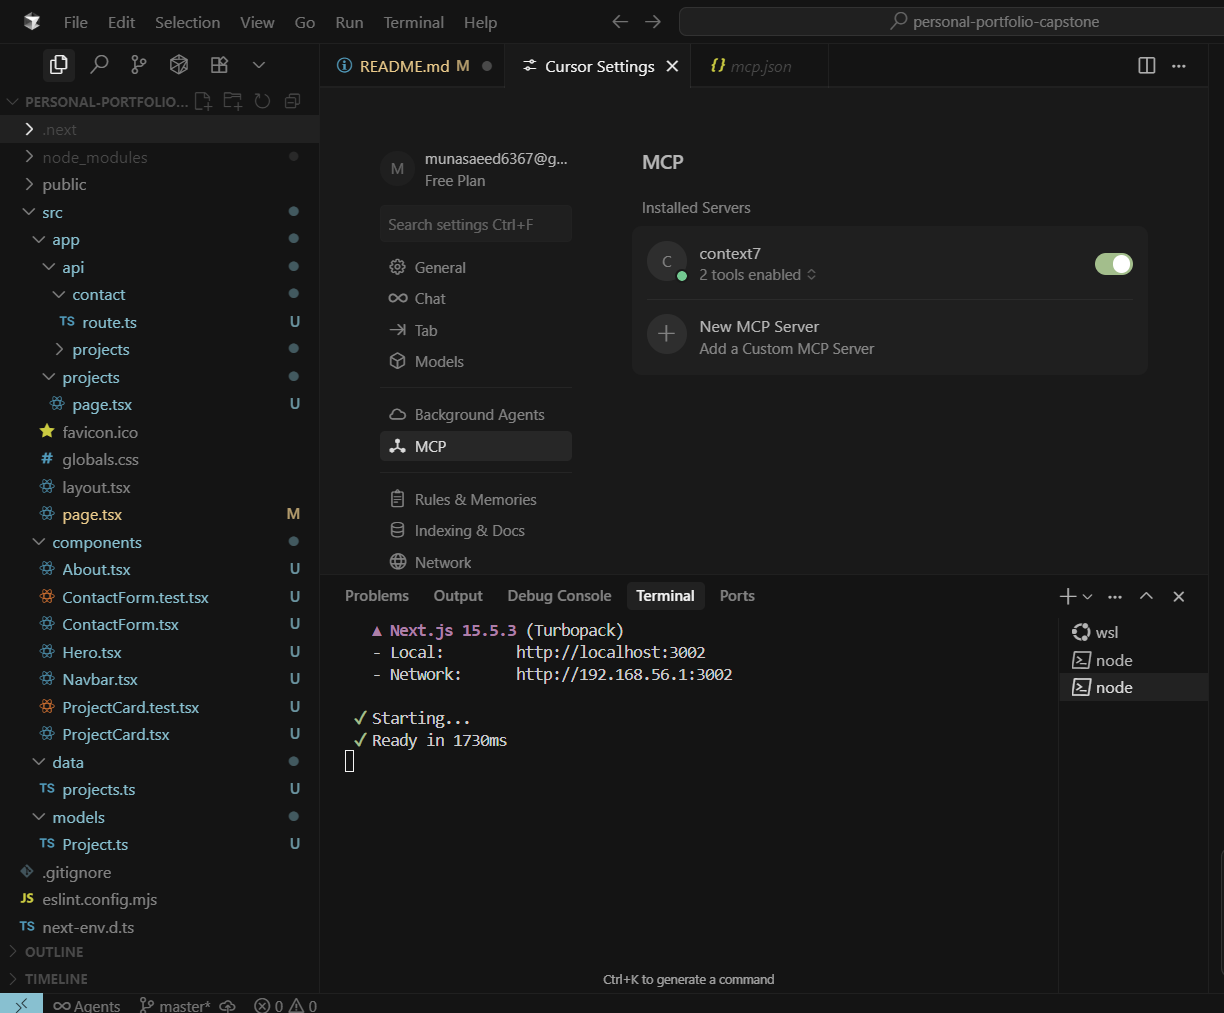 File Edit Selection View Go Run Terminal Help
personal-portfolio-capstone
PERSONAL-PORTFOLIO...
.next
node_modules
public
src
app
api
contact
TS route.ts U
projects
projects
page.tsx U
favicon.ico
# globals.css
layout.tsx
page.tsx M
components
About.tsx U
ContactForm.test.tsx U
ContactForm.tsx U
Hero.tsx U
Navbar.tsx U
ProjectCard.test.tsx U
ProjectCard.tsx U
data
TS projects.ts U
models
TS Project.ts U
.gitignore
JS eslint.config.mjs
TS next-env.d.ts
OUTLINE
TIMELINE
README.md M
Cursor Settings
{} mcp.json
M
munasaeed6367@g...
Free Plan
Search settings Ctrl+F
General
Chat
Tab
Models
Background Agents
MCP
Rules & Memories
Indexing & Docs
Network
MCP
Installed Servers
C
context7
2 tools enabled
New MCP Server
Add a Custom MCP Server
Problems Output Debug Console Terminal Ports
▲ Next.js 15.5.3 (Turbopack)
- Local: http://localhost:3002
- Network: http://192.168.56.1:3002
✓ Starting...
✓ Ready in 1730ms
wsl
node
node
Ctrl+K to generate a command
Agents master* 0 0